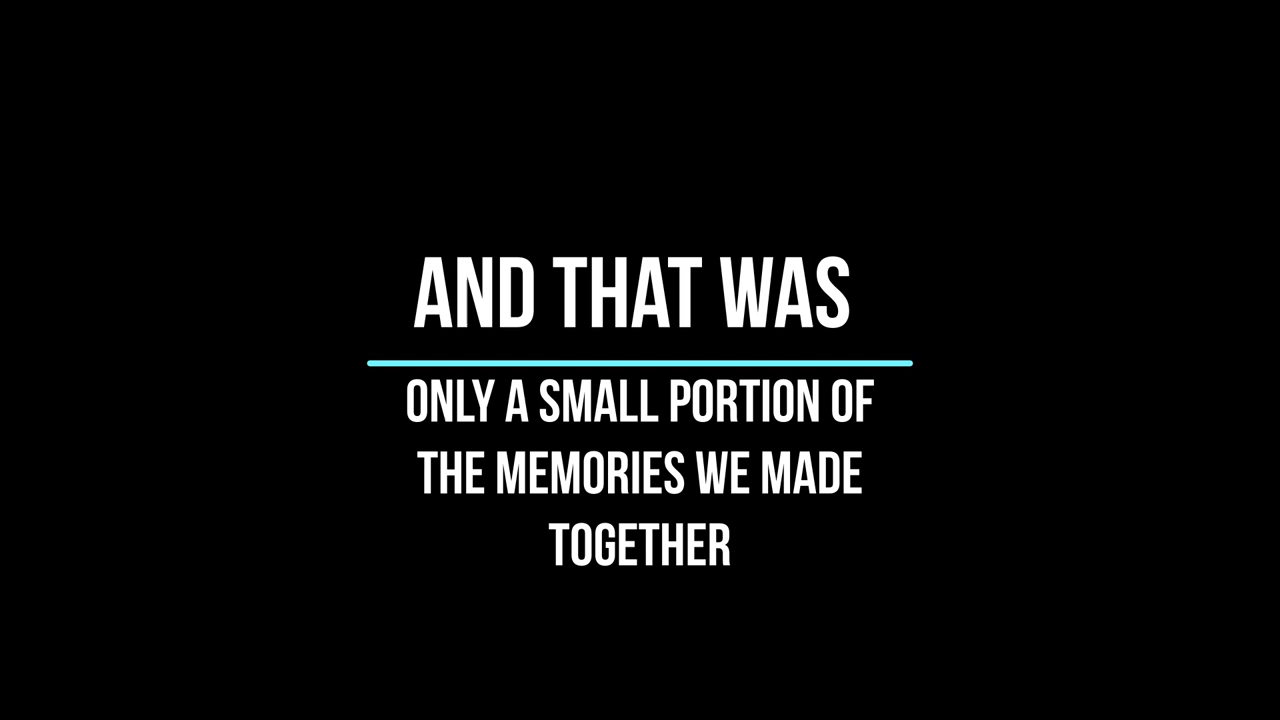 AND THAT WAS
ONLY A SMALL PORTION OF
THE MEMORIES WE MADE
TOGETHER